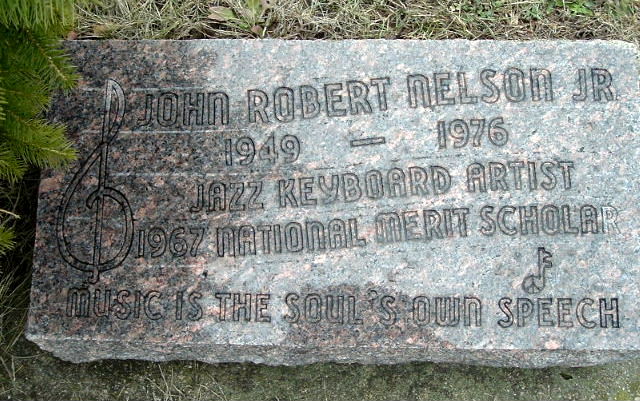 JOHN ROBERT NELSON JR.
1949 — 1976
JAZZ KEYBOARD ARTIST
1967 NATIONAL MERIT SCHOLAR
MUSIC IS THE SOUL'S OWN SPEECH